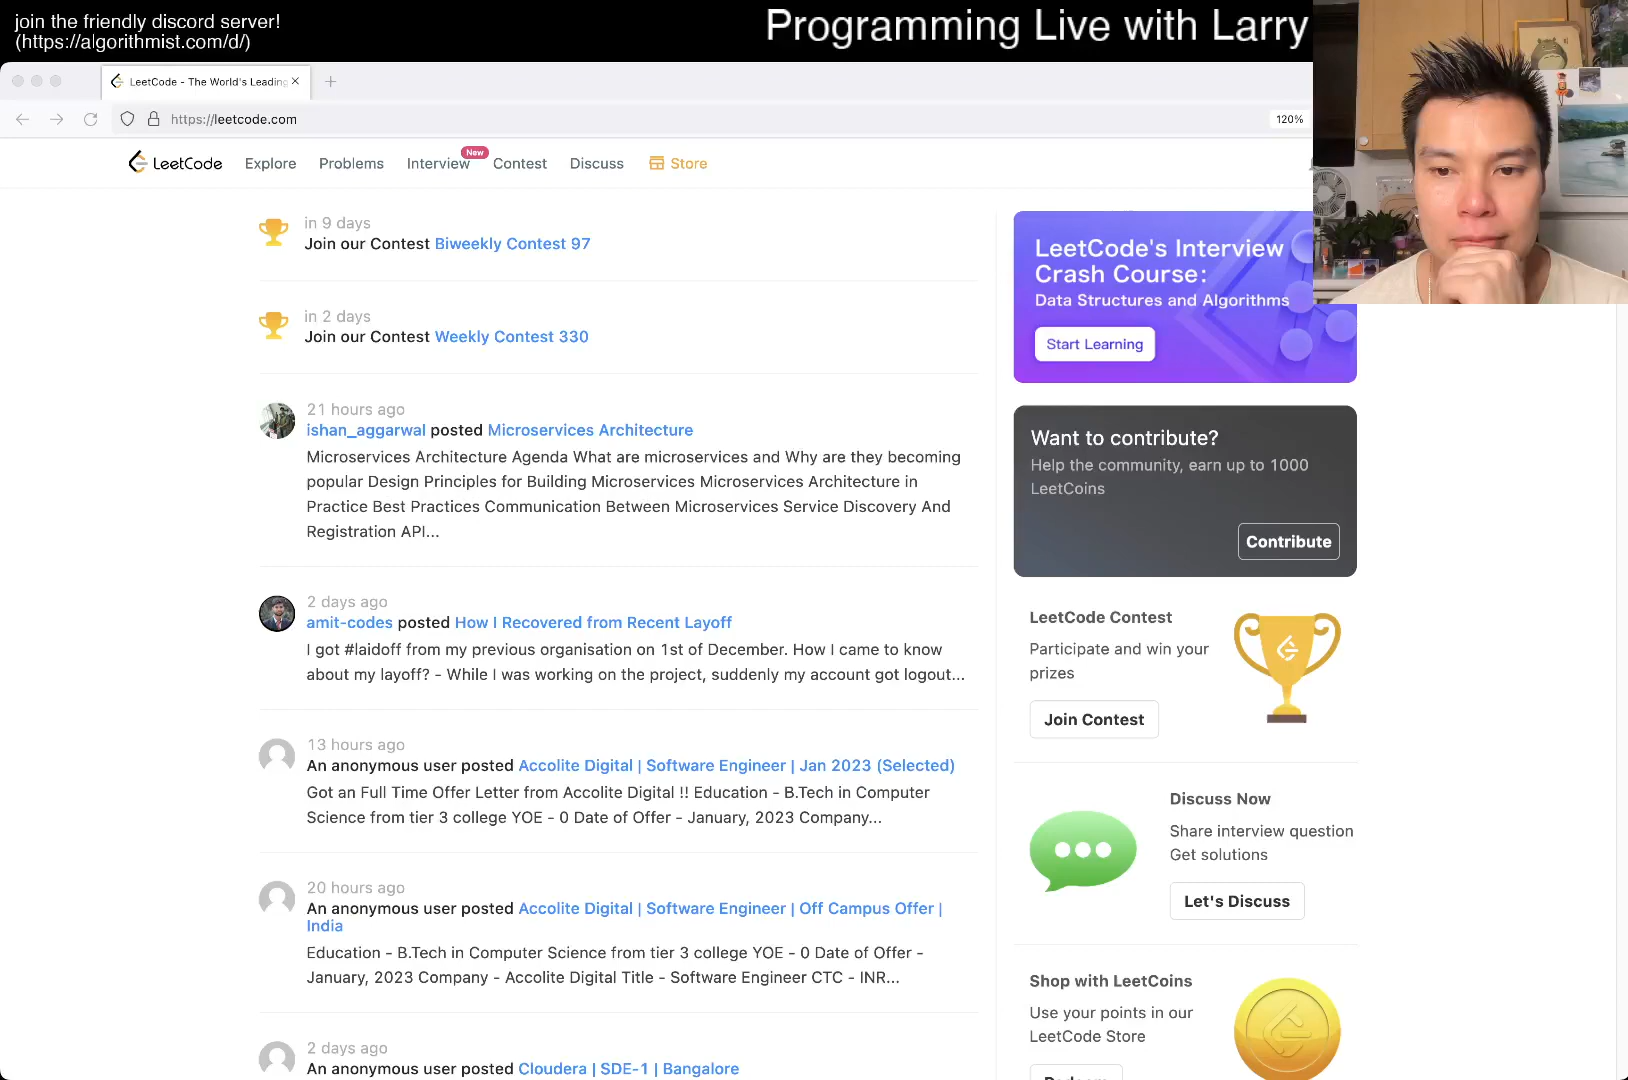 join the friendly discord server!
(https://algorithmist.com/d/)
Programming Live with Larry
LeetCode - The World's Leading
https://leetcode.com
120%
LeetCode
Explore
Problems
Interview
New
Contest
Discuss
Store
in 9 days
Join our Contest Biweekly Contest 97
in 2 days
Join our Contest Weekly Contest 330
21 hours ago
ishan_aggarwal posted Microservices Architecture
Microservices Architecture Agenda What are microservices and Why are they becoming
popular Design Principles for Building Microservices Microservices Architecture in
Practice Best Practices Communication Between Microservices Service Discovery And
Registration API...
2 days ago
amit-codes posted How I Recovered from Recent Layoff
I got #laidoff from my previous organisation on 1st of December. How I came to know
about my layoff? - While I was working on the project, suddenly my account got logout...
13 hours ago
An anonymous user posted Accolite Digital | Software Engineer | Jan 2023 (Selected)
Got an Full Time Offer Letter from Accolite Digital !! Education - B.Tech in Computer
Science from tier 3 college YOE - 0 Date of Offer - January, 2023 Company...
20 hours ago
An anonymous user posted Accolite Digital | Software Engineer | Off Campus Offer |
India
Education - B.Tech in Computer Science from tier 3 college YOE - 0 Date of Offer -
January, 2023 Company - Accolite Digital Title - Software Engineer CTC - INR...
2 days ago
An anonymous user posted Cloudera | SDE-1 | Bangalore
LeetCode's Interview
Crash Course:
Data Structures and Algorithms
Start Learning
Want to contribute?
Help the community, earn up to 1000
LeetCoins
Contribute
LeetCode Contest
Participate and win your
prizes
Join Contest
Discuss Now
Share interview question
Get solutions
Let's Discuss
Shop with LeetCoins
Use your points in our
LeetCode Store